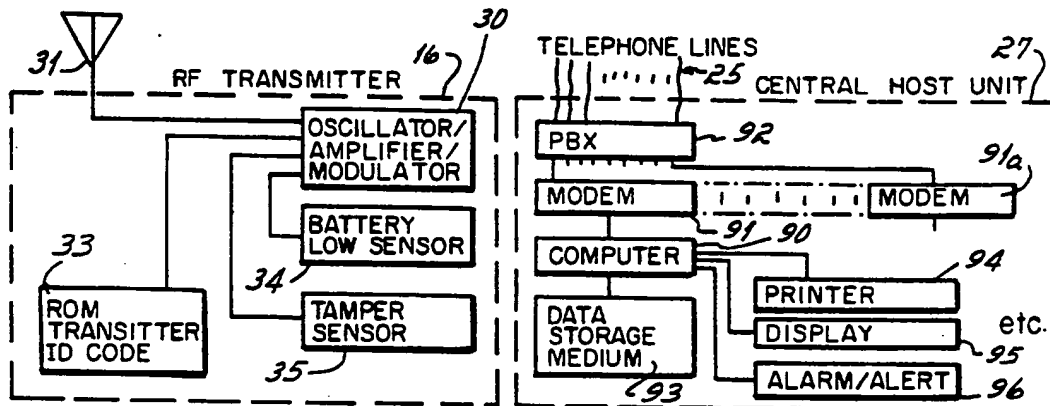 31
RF TRANSMITTER
16
30
OSCILLATOR/
AMPLIFIER/
MODULATOR
BATTERY
LOW SENSOR
34
33
ROM
TRANSITTER
ID CODE
TAMPER
SENSOR
35
TELEPHONE LINES
25
27
CENTRAL HOST UNIT
PBX
92
91a
MODEM
91
MODEM
COMPUTER
90
94
PRINTER
DATA
STORAGE
MEDIUM
93
DISPLAY
95
etc.
ALARM/ALERT
96